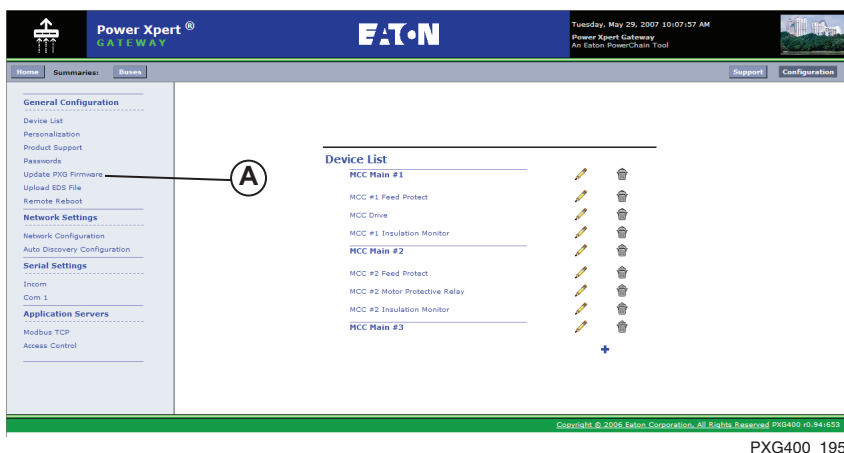 Power Xpert ®
GATEWAY
EATON
Tuesday, May 29, 2007 10:07:57 AM
Power Xpert Gateway
An Eaton PowerChain Tool
Home Summaries: Buses Support Configuration
General Configuration
Device List
Personalization
Product Support
Passwords
Update PXG Firmware
Upload EDS File
Remote Reboot
Network Settings
Network Configuration
Auto Discovery Configuration
Serial Settings
Incom
Com 1
Application Servers
Modbus TCP
Access Control
A
Device List
MCC Main #1
MCC #1 Feed Protect
MCC Drive
MCC #1 Insulation Monitor
MCC Main #2
MCC #2 Feed Protect
MCC #2 Motor Protective Relay
MCC #2 Insulation Monitor
MCC Main #3
Copyright © 2006 Eaton Corporation, All Rights Reserved PXG400 r0.94:653
PXG400_195